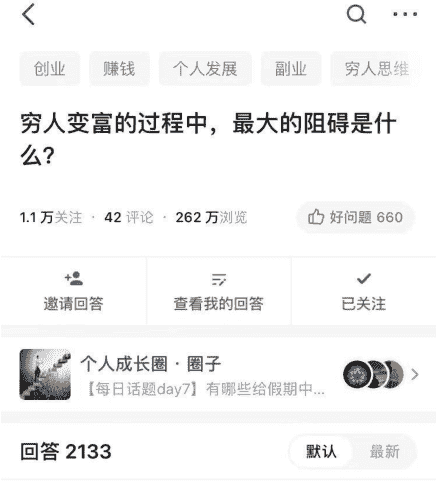 创业 赚钱 个人发展 副业 穷人思维
穷人变富的过程中，最大的阻碍是什
么?
1.1 万关注 · 42 评论 · 262 万浏览 好问题 660
邀请回答 查看我的回答 已关注
个人成长圈 · 圈子
【每日话题day7】有哪些给假期中...
回答 2133 默认 最新